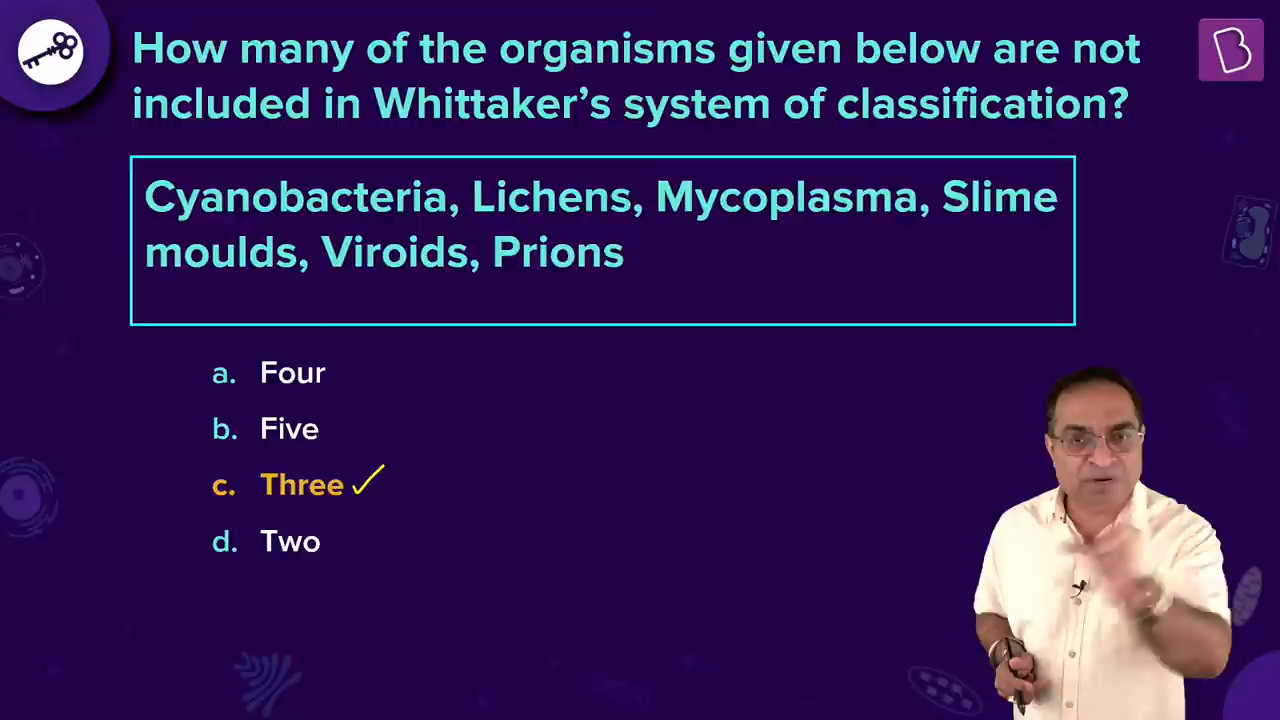 How many of the organisms given below are not
included in Whittaker’s system of classification?
Cyanobacteria, Lichens, Mycoplasma, Slime
moulds, Viroids, Prions
a. Four
b. Five
c. Three
d. Two